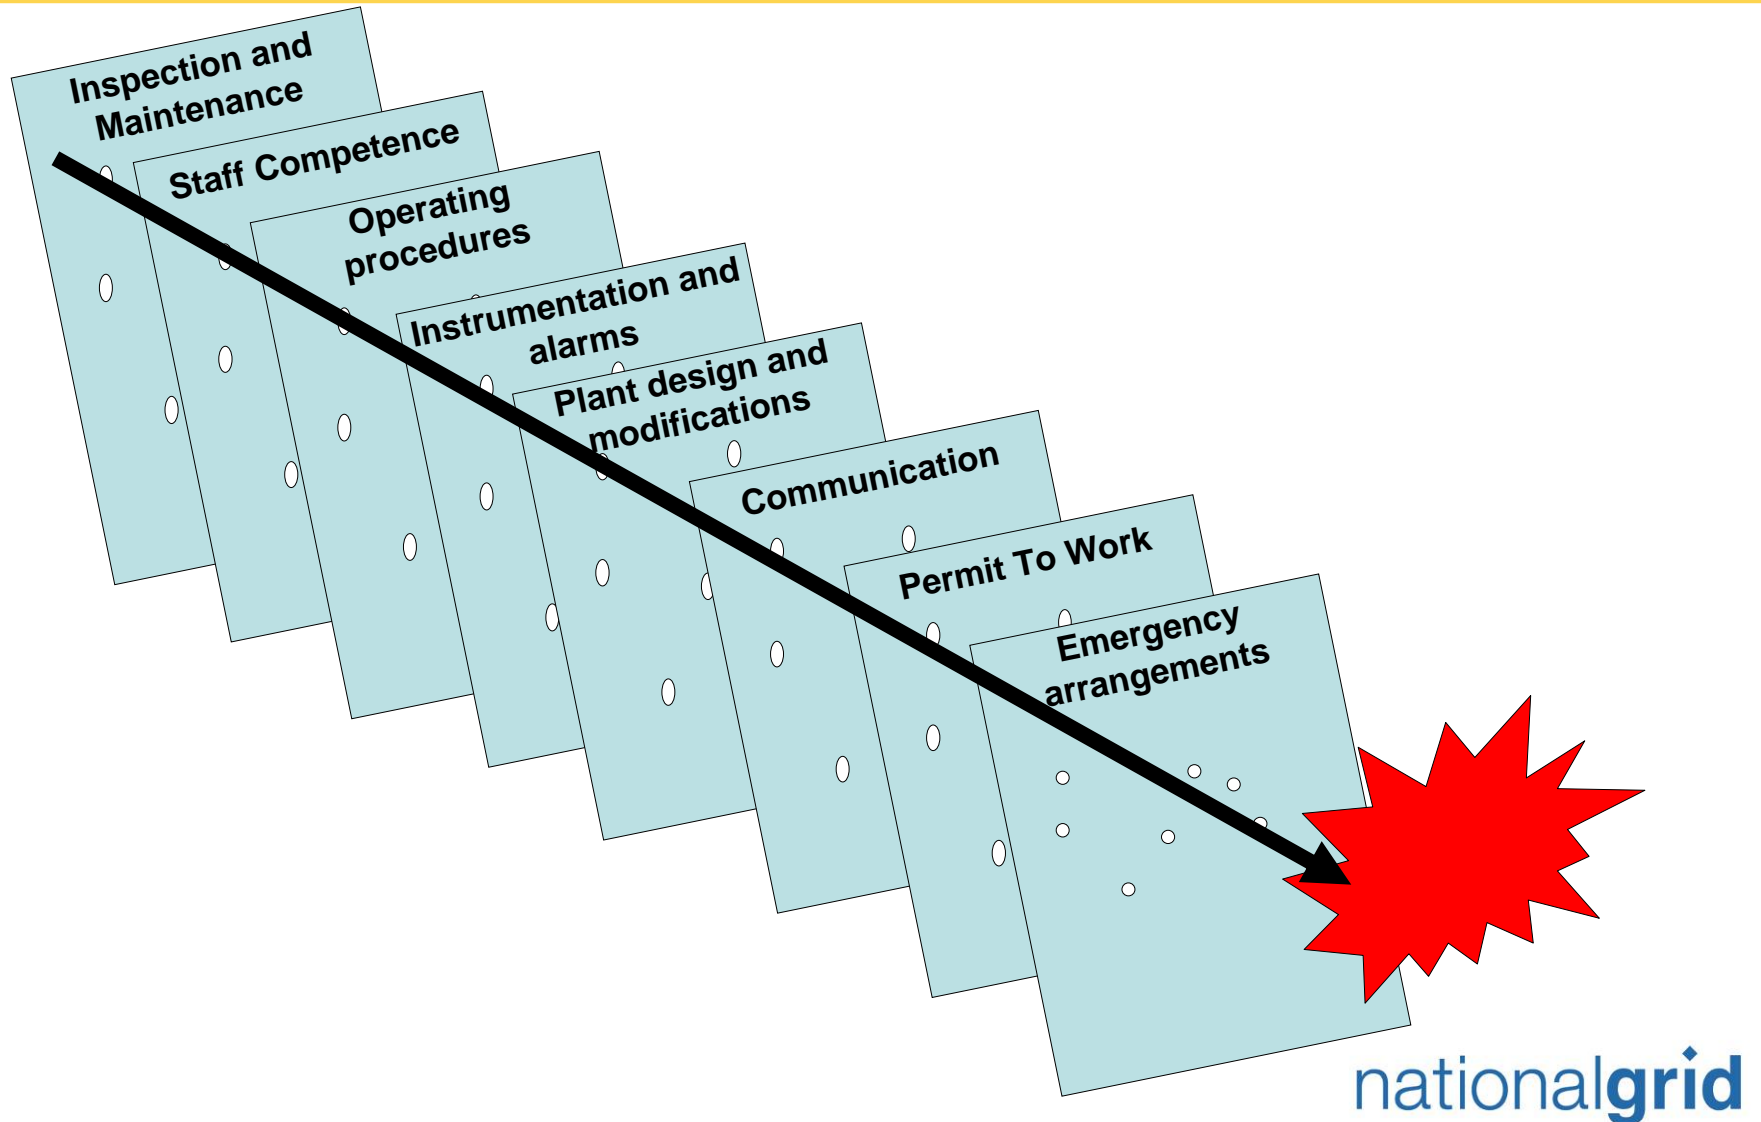 Inspection and
Maintenance
Staff Competence
Operating
procedures
Instrumentation and
alarms
Plant design and
modifications
Communication
Permit To Work
Emergency
arrangements
nationalgrid